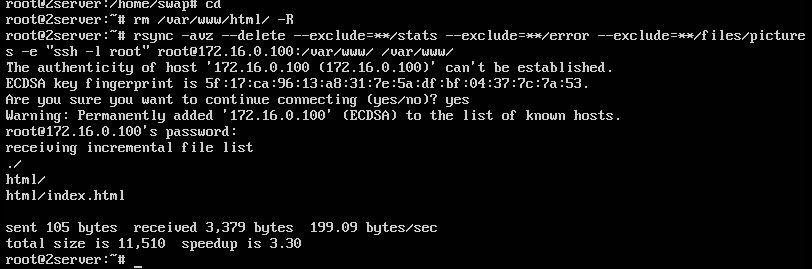 root@2server:/home/swap# cd
root@2server:~# rm /var/www/html/ -R
root@2server:~# rsync -avz --delete --exclude=**/stats --exclude=**/error --exclude=**/files/picture
s -e "ssh -l root" root@172.16.0.100:/var/www/ /var/www/
The authenticity of host '172.16.0.100 (172.16.0.100)' can't be established.
ECDSA key fingerprint is 5f:17:ca:96:13:a8:31:7e:5a:df:bf:04:37:7c:7a:53.
Are you sure you want to continue connecting (yes/no)? yes
Warning: Permanently added '172.16.0.100' (ECDSA) to the list of known hosts.
root@172.16.0.100's password:
receiving incremental file list
./
html/
html/index.html
sent 105 bytes  received 3,379 bytes  199.09 bytes/sec
total size is 11,510  speedup is 3.30
root@2server:~# _